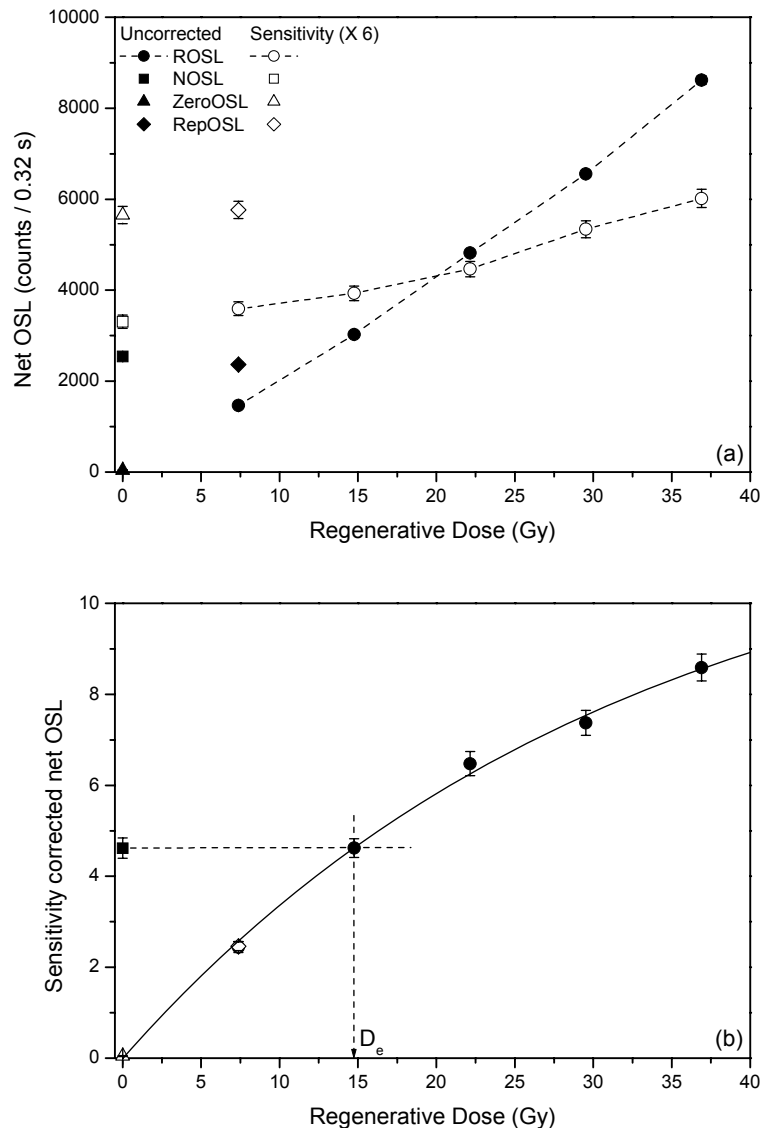 10000
8000
6000
4000
2000
0
Net OSL (counts / 0.32 s)
Uncorrected Sensitivity (X 6)
ROSL
NOSL
ZeroOSL
RepOSL
(a)
0 5 10 15 20 25 30 35 40
Regenerative Dose (Gy)
10
8
6
4
2
0
Sensitivity corrected net OSL
De
(b)
0 5 10 15 20 25 30 35 40
Regenerative Dose (Gy)